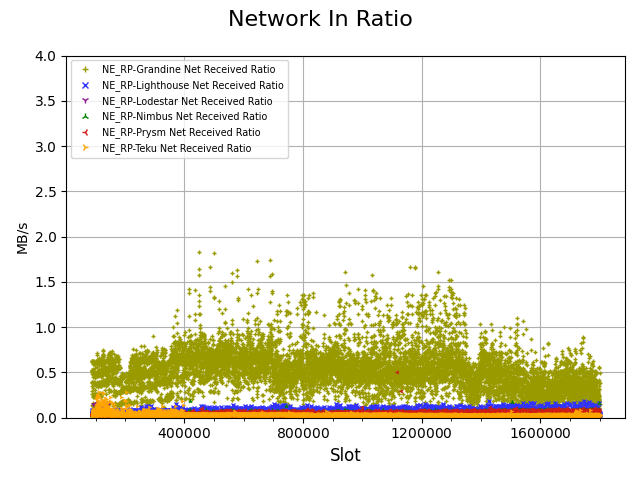 Network In Ratio
4.0
3.5
3.0
2.5
2.0
1.5
1.0
0.5
0.0
MB/s
NE_RP-Grandine Net Received Ratio
NE_RP-Lighthouse Net Received Ratio
NE_RP-Lodestar Net Received Ratio
NE_RP-Nimbus Net Received Ratio
NE_RP-Prysm Net Received Ratio
NE_RP-Teku Net Received Ratio
400000 800000 1200000 1600000
Slot